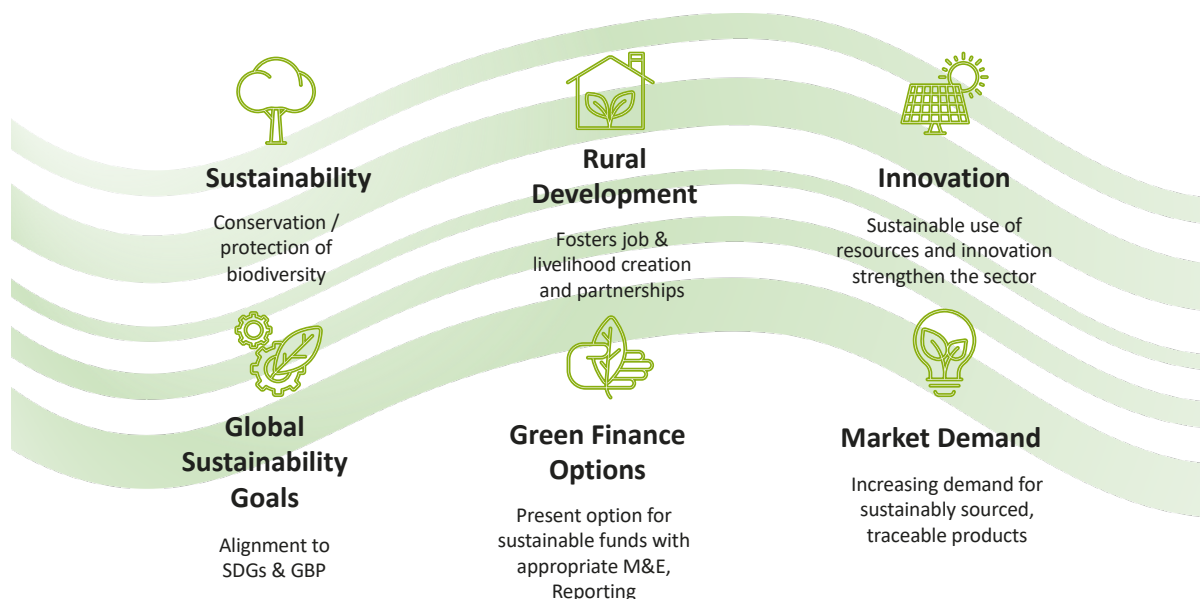 Sustainability
Conservation /
protection of
biodiversity
Rural
Development
Fosters job &
livelihood creation
and partnerships
Innovation
Sustainable use of
resources and innovation
strengthen the sector
Global
Sustainability
Goals
Alignment to
SDGs & GBP
Green Finance
Options
Present option for
sustainable funds with
appropriate M&E,
Reporting
Market Demand
Increasing demand for
sustainably sourced,
traceable products